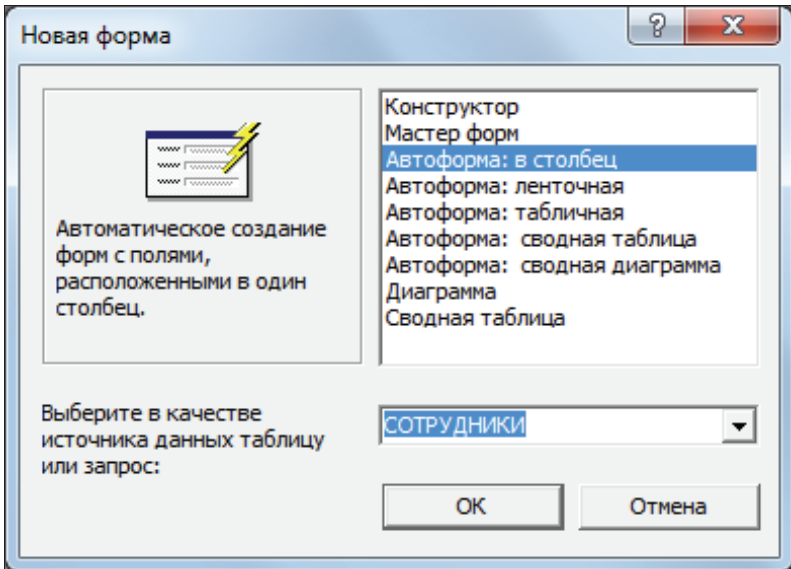 Новая форма
Конструктор
Мастер форм
Автоформа: в столбец
Автоформа: ленточная
Автоформа: табличная
Автоформа: сводная таблица
Автоформа: сводная диаграмма
Диаграмма
Сводная таблица
Автоматическое создание
форм с полями,
расположенными в один
столбец.
Выберите в качестве
источника данных таблицу
или запрос:
СОТРУДНИКИ
ОК
Отмена